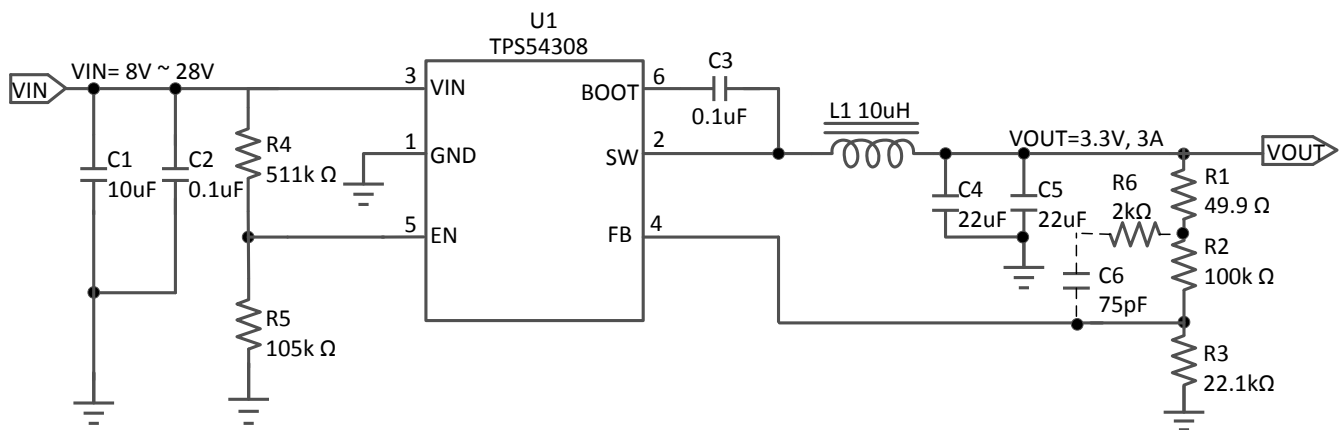 U1
TPS54308
VIN
VIN= 8V ~ 28V
3
VIN
BOOT
6
C3
0.1uF
L1 10uH
VOUT=3.3V, 3A
VOUT
C1
10uF
C2
0.1uF
R4
511k Ω
1
GND
SW
2
C4
22uF
C5
22uF
R6
2kΩ
R1
49.9 Ω
5
EN
FB
4
R2
100k Ω
C6
75pF
R5
105k Ω
R3
22.1kΩ